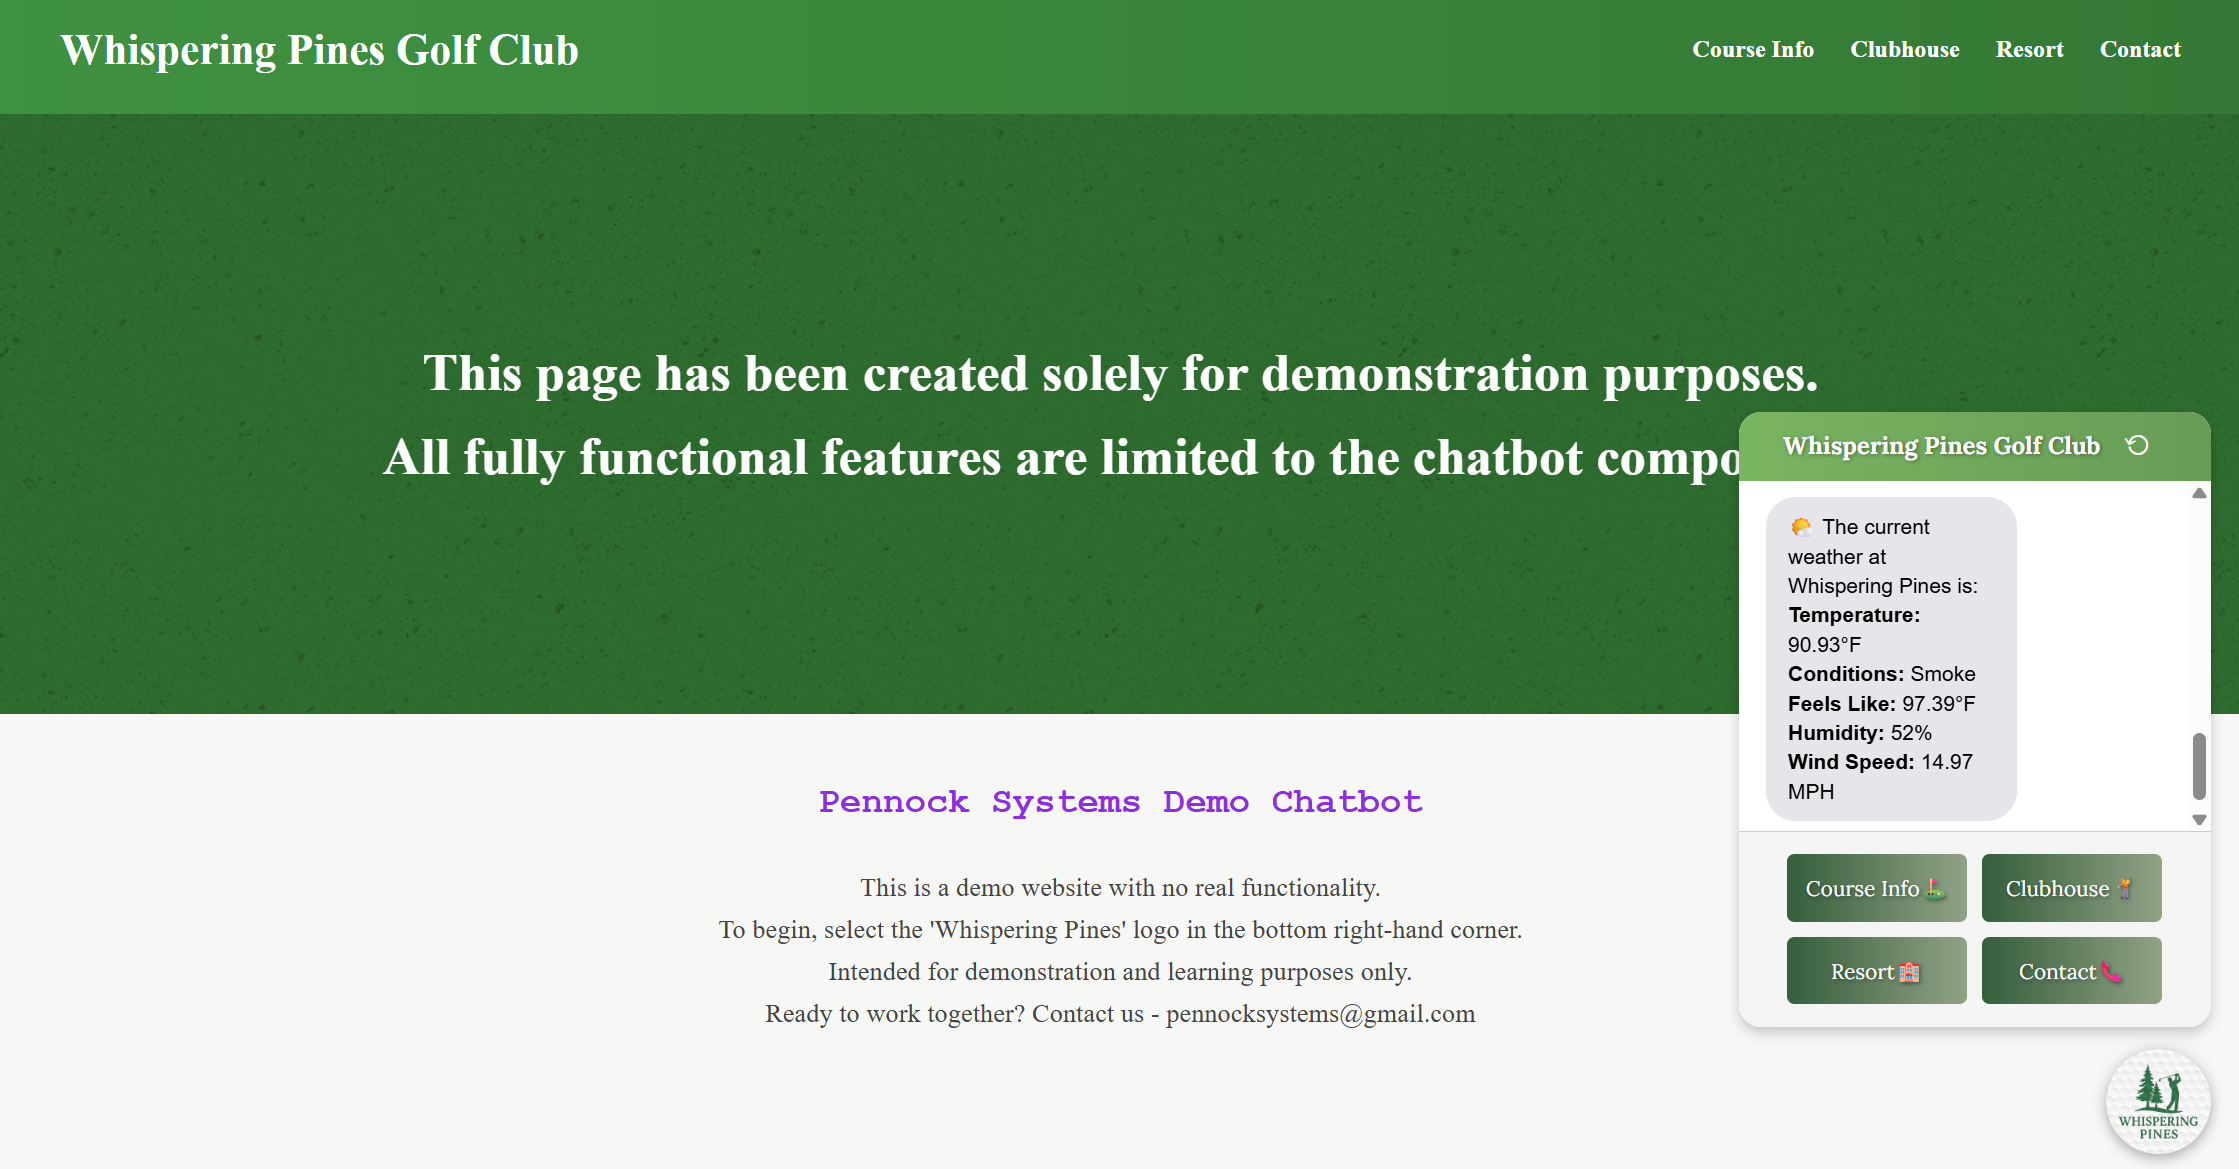 Whispering Pines Golf Club
Course Info Clubhouse Resort Contact
This page has been created solely for demonstration purposes.
All fully functional features are limited to the chatbot compo
Whispering Pines Golf Club
The current
weather at
Whispering Pines is:
Temperature:
90.93°F
Conditions: Smoke
Feels Like: 97.39°F
Humidity: 52%
Wind Speed: 14.97
MPH
Course Info
Clubhouse
Resort
Contact
Pennock Systems Demo Chatbot
This is a demo website with no real functionality.
To begin, select the 'Whispering Pines' logo in the bottom right-hand corner.
Intended for demonstration and learning purposes only.
Ready to work together? Contact us - pennocksystems@gmail.com
WHISPERING
PINES